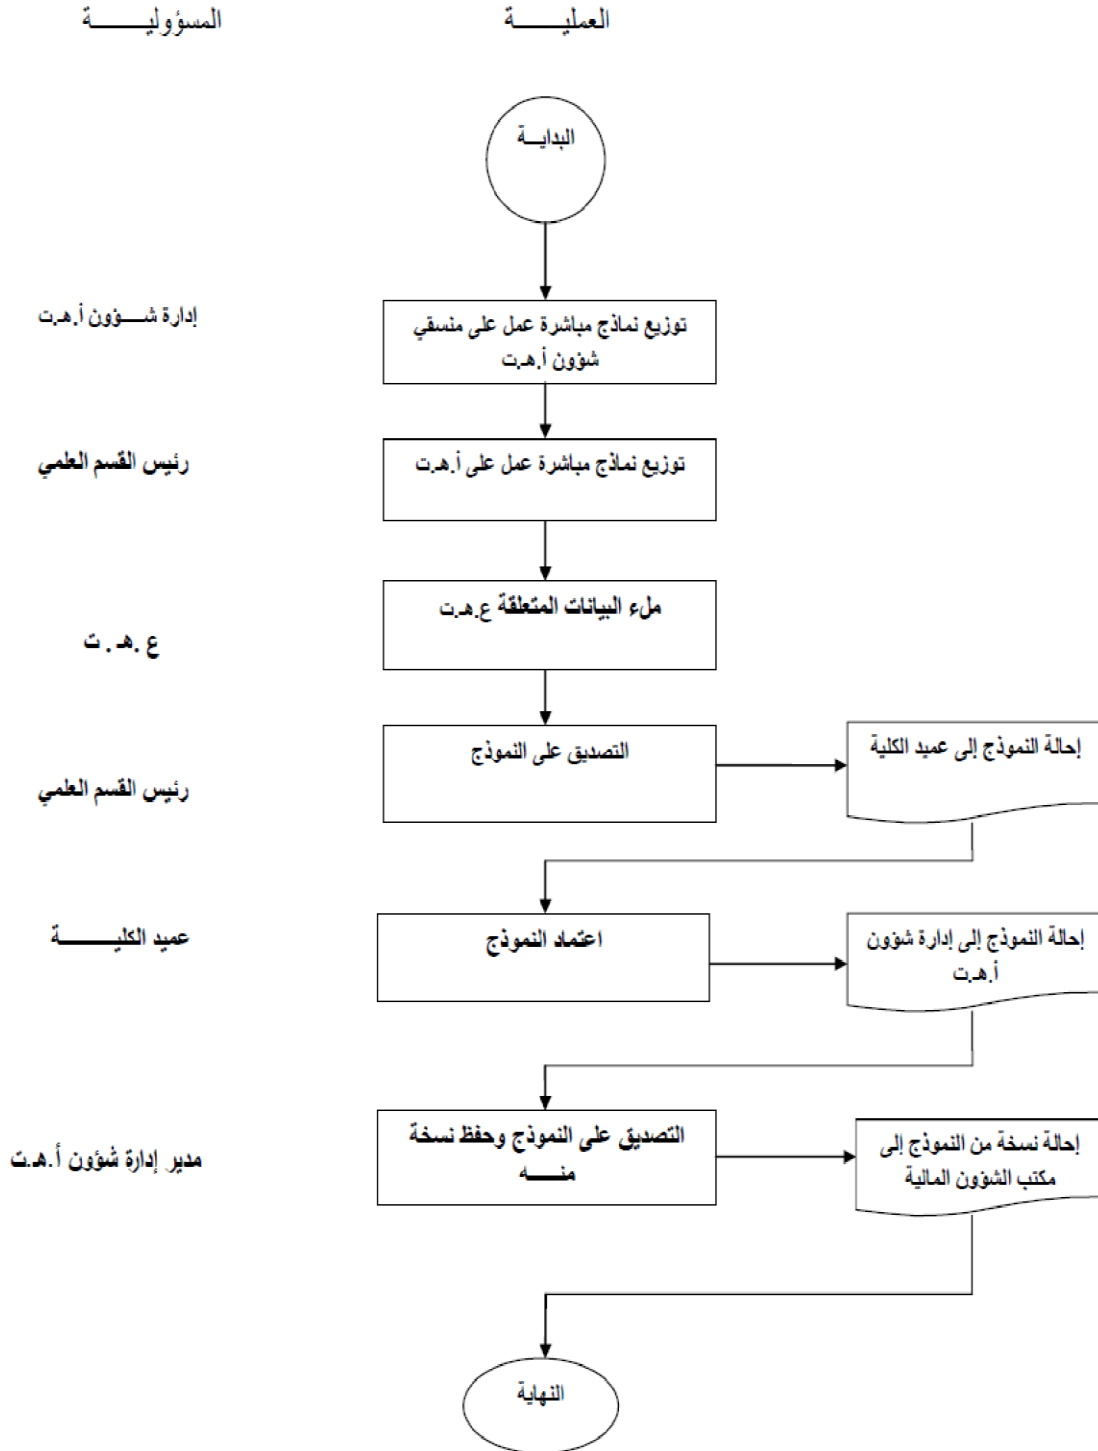 العمليـــــــة
المسؤوليـــــــة
البدايـــة
إدارة شــــؤون أ.هـ.ت
توزيع نماذج مباشرة عمل على منسقي
شؤون أ.هـ.ت
رئيس القسم العلمي
توزيع نماذج مباشرة عمل على أ.هـ.ت
ملء البيانات المتعلقة ع.هـ.ت
ع .هـ . ت
التصديق على النموذج
إحالة النموذج إلى عميد الكلية
رئيس القسم العلمي
اعتماد النموذج
إحالة النموذج إلى إدارة شؤون
أ.هـ.ت
عميد الكليـــــــة
التصديق على النموذج وحفظ نسخة
منـــــه
إحالة نسخة من النموذج إلى
مكتب الشؤون المالية
مدير إدارة شؤون أ.هـ.ت
النهاية